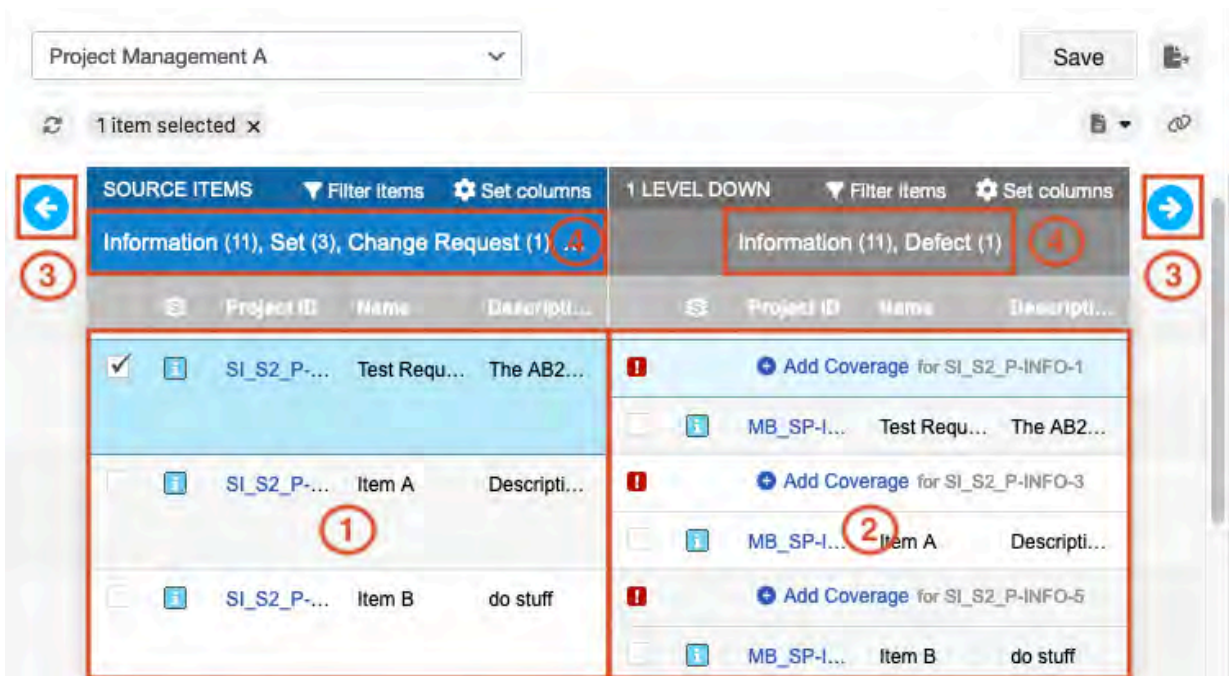 Project Management A
Save
1 item selected ×
SOURCE ITEMS Filter items Set columns
1 LEVEL DOWN Filter items Set columns
Information (11), Set (3), Change Request (1) ... 4
Information (11), Defect (1) 4
3
3
Project ID Name Descripti...
Project ID Name Descripti...
SI_S2_P-... Test Requ... The AB2...
Add Coverage for SI_S2_P-INFO-1
MB_SP-I... Test Requ... The AB2...
SI_S2_P-... Item A Descripti...
Add Coverage for SI_S2_P-INFO-3
1
MB_SP-I... 2 Item A Descripti...
SI_S2_P-... Item B do stuff
Add Coverage for SI_S2_P-INFO-5
MB_SP-I... Item B do stuff